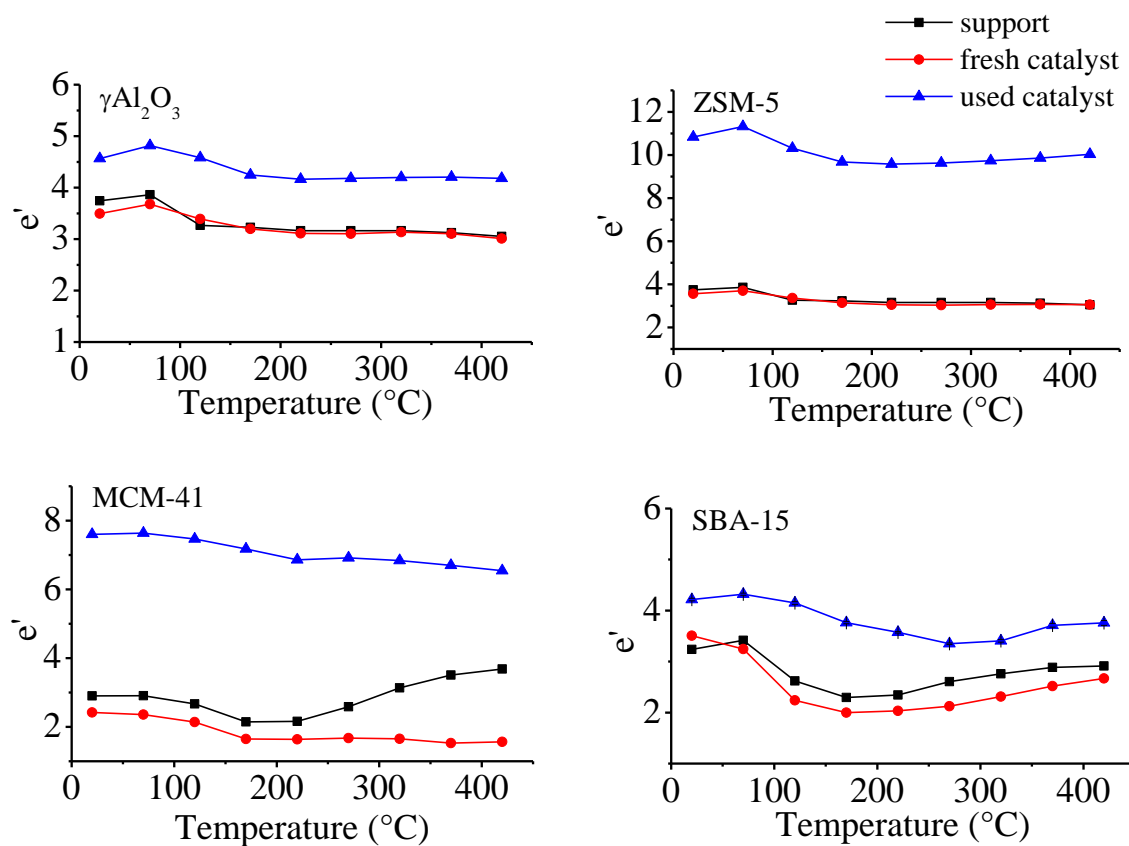 support
fresh catalyst
used catalyst
γAl₂O₃
6
5
4
3
2
1
e'
0 100 200 300 400
Temperature (°C)
ZSM-5
12
10
8
6
4
2
e'
0 100 200 300 400
Temperature (°C)
MCM-41
8
6
4
2
e'
0 100 200 300 400
Temperature (°C)
SBA-15
6
4
2
e'
0 100 200 300 400
Temperature (°C)